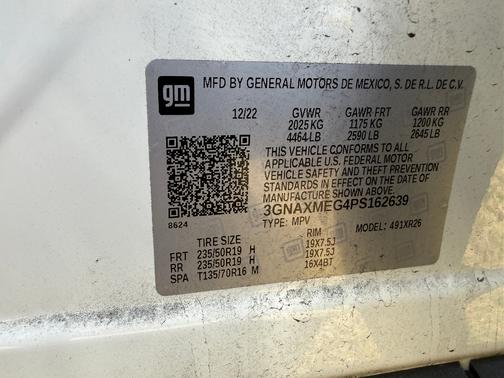 gm
MFD BY GENERAL MOTORS DE MEXICO, S. DE R.L. DE C.V.
12/22 GVWR GAWR FRT GAWR RR
2025 KG 1175 KG 1200 KG
4464 LB 2590 LB 2645 LB
THIS VEHICLE CONFORMS TO ALL
APPLICABLE U.S. FEDERAL MOTOR
VEHICLE SAFETY AND THEFT PREVENTION
STANDARDS IN EFFECT ON THE DATE OF
MANUFACTURE SHOWN ABOVE.
3GNAXMEG4PS162639
8624
TYPE: MPV MODEL: 491XR26
TIRE SIZE RIM
FRT 235/50R19 H 19X7.5J
RR 235/50R19 H 19X7.5J
SPA T135/70R16 M 16X4BT